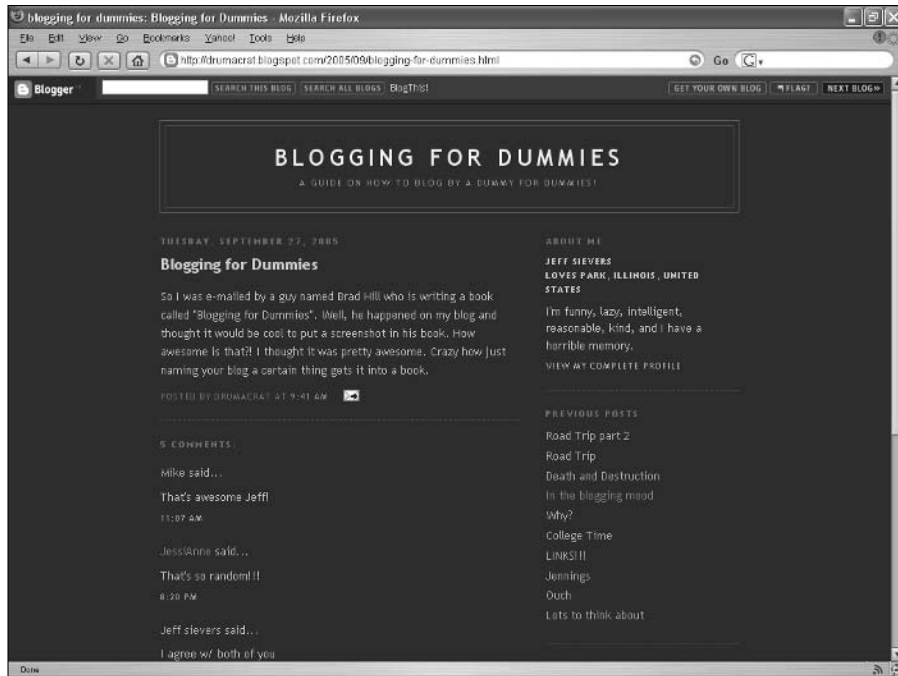 blogging for dummies: Blogging for Dummies - Mozilla Firefox
File Edit View Go Bookmarks Yahoo! Tools Help
http://drumacrat.blogspot.com/2005/09/blogging-for-dummies.html Go G
Blogger SEARCH THIS BLOG SEARCH ALL BLOGS BlogThis! GET YOUR OWN BLOG FLAG? NEXT BLOG»
BLOGGING FOR DUMMIES
A GUIDE ON HOW TO BLOG BY A DUMMY FOR DUMMIES!
TUESDAY, SEPTEMBER 27, 2005
Blogging for Dummies
So I was e-mailed by a guy named Brad Hill who is writing a book
called "Blogging for Dummies". Well, he happened on my blog and
thought it would be cool to put a screenshot in his book. How
awesome is that?! I thought it was pretty awesome. Crazy how just
naming your blog a certain thing gets it into a book.
POSTED BY DRUMACRAT AT 9:41 AM
5 COMMENTS:
Mike said...
That's awesome Jeff!
11:07 AM
JessiAnne said...
That's so random!!!
8:20 PM
Jeff sievers said...
I agree w/ both of you
ABOUT ME
JEFF SIEVERS
LOVES PARK, ILLINOIS, UNITED
STATES
I'm funny, lazy, intelligent,
reasonable, kind, and I have a
horrible memory.
VIEW MY COMPLETE PROFILE
PREVIOUS POSTS
Road Trip part 2
Road Trip
Death and Destruction
In the blogging mood
Why?
College Time
LINKS!!!
Jennings
Ouch
Lots to think about
Done